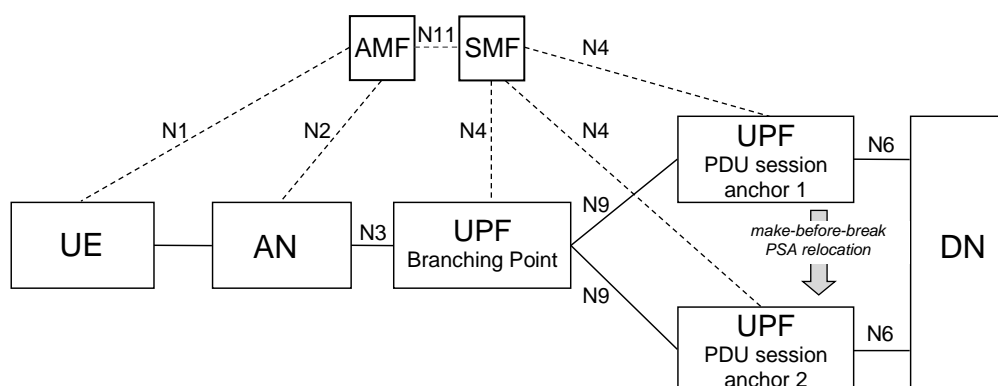 N11
AMF
SMF
N4
N1
N2
N4
N4
UPF
PDU session
anchor 1
N6
UE
AN
N3
UPF
Branching Point
N9
make-before-break
PSA relocation
DN
N9
UPF
PDU session
anchor 2
N6